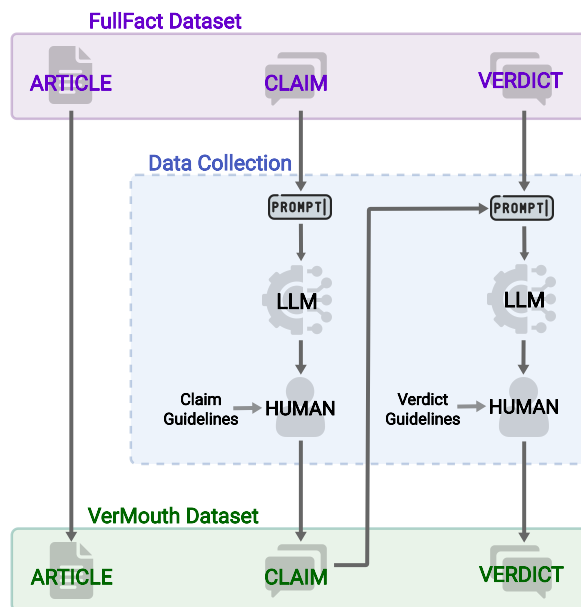 FullFact Dataset
ARTICLE
CLAIM
VERDICT
Data Collection
PROMPT
PROMPT
LLM
LLM
Claim
Guidelines
HUMAN
Verdict
Guidelines
HUMAN
VerMouth Dataset
ARTICLE
CLAIM
VERDICT